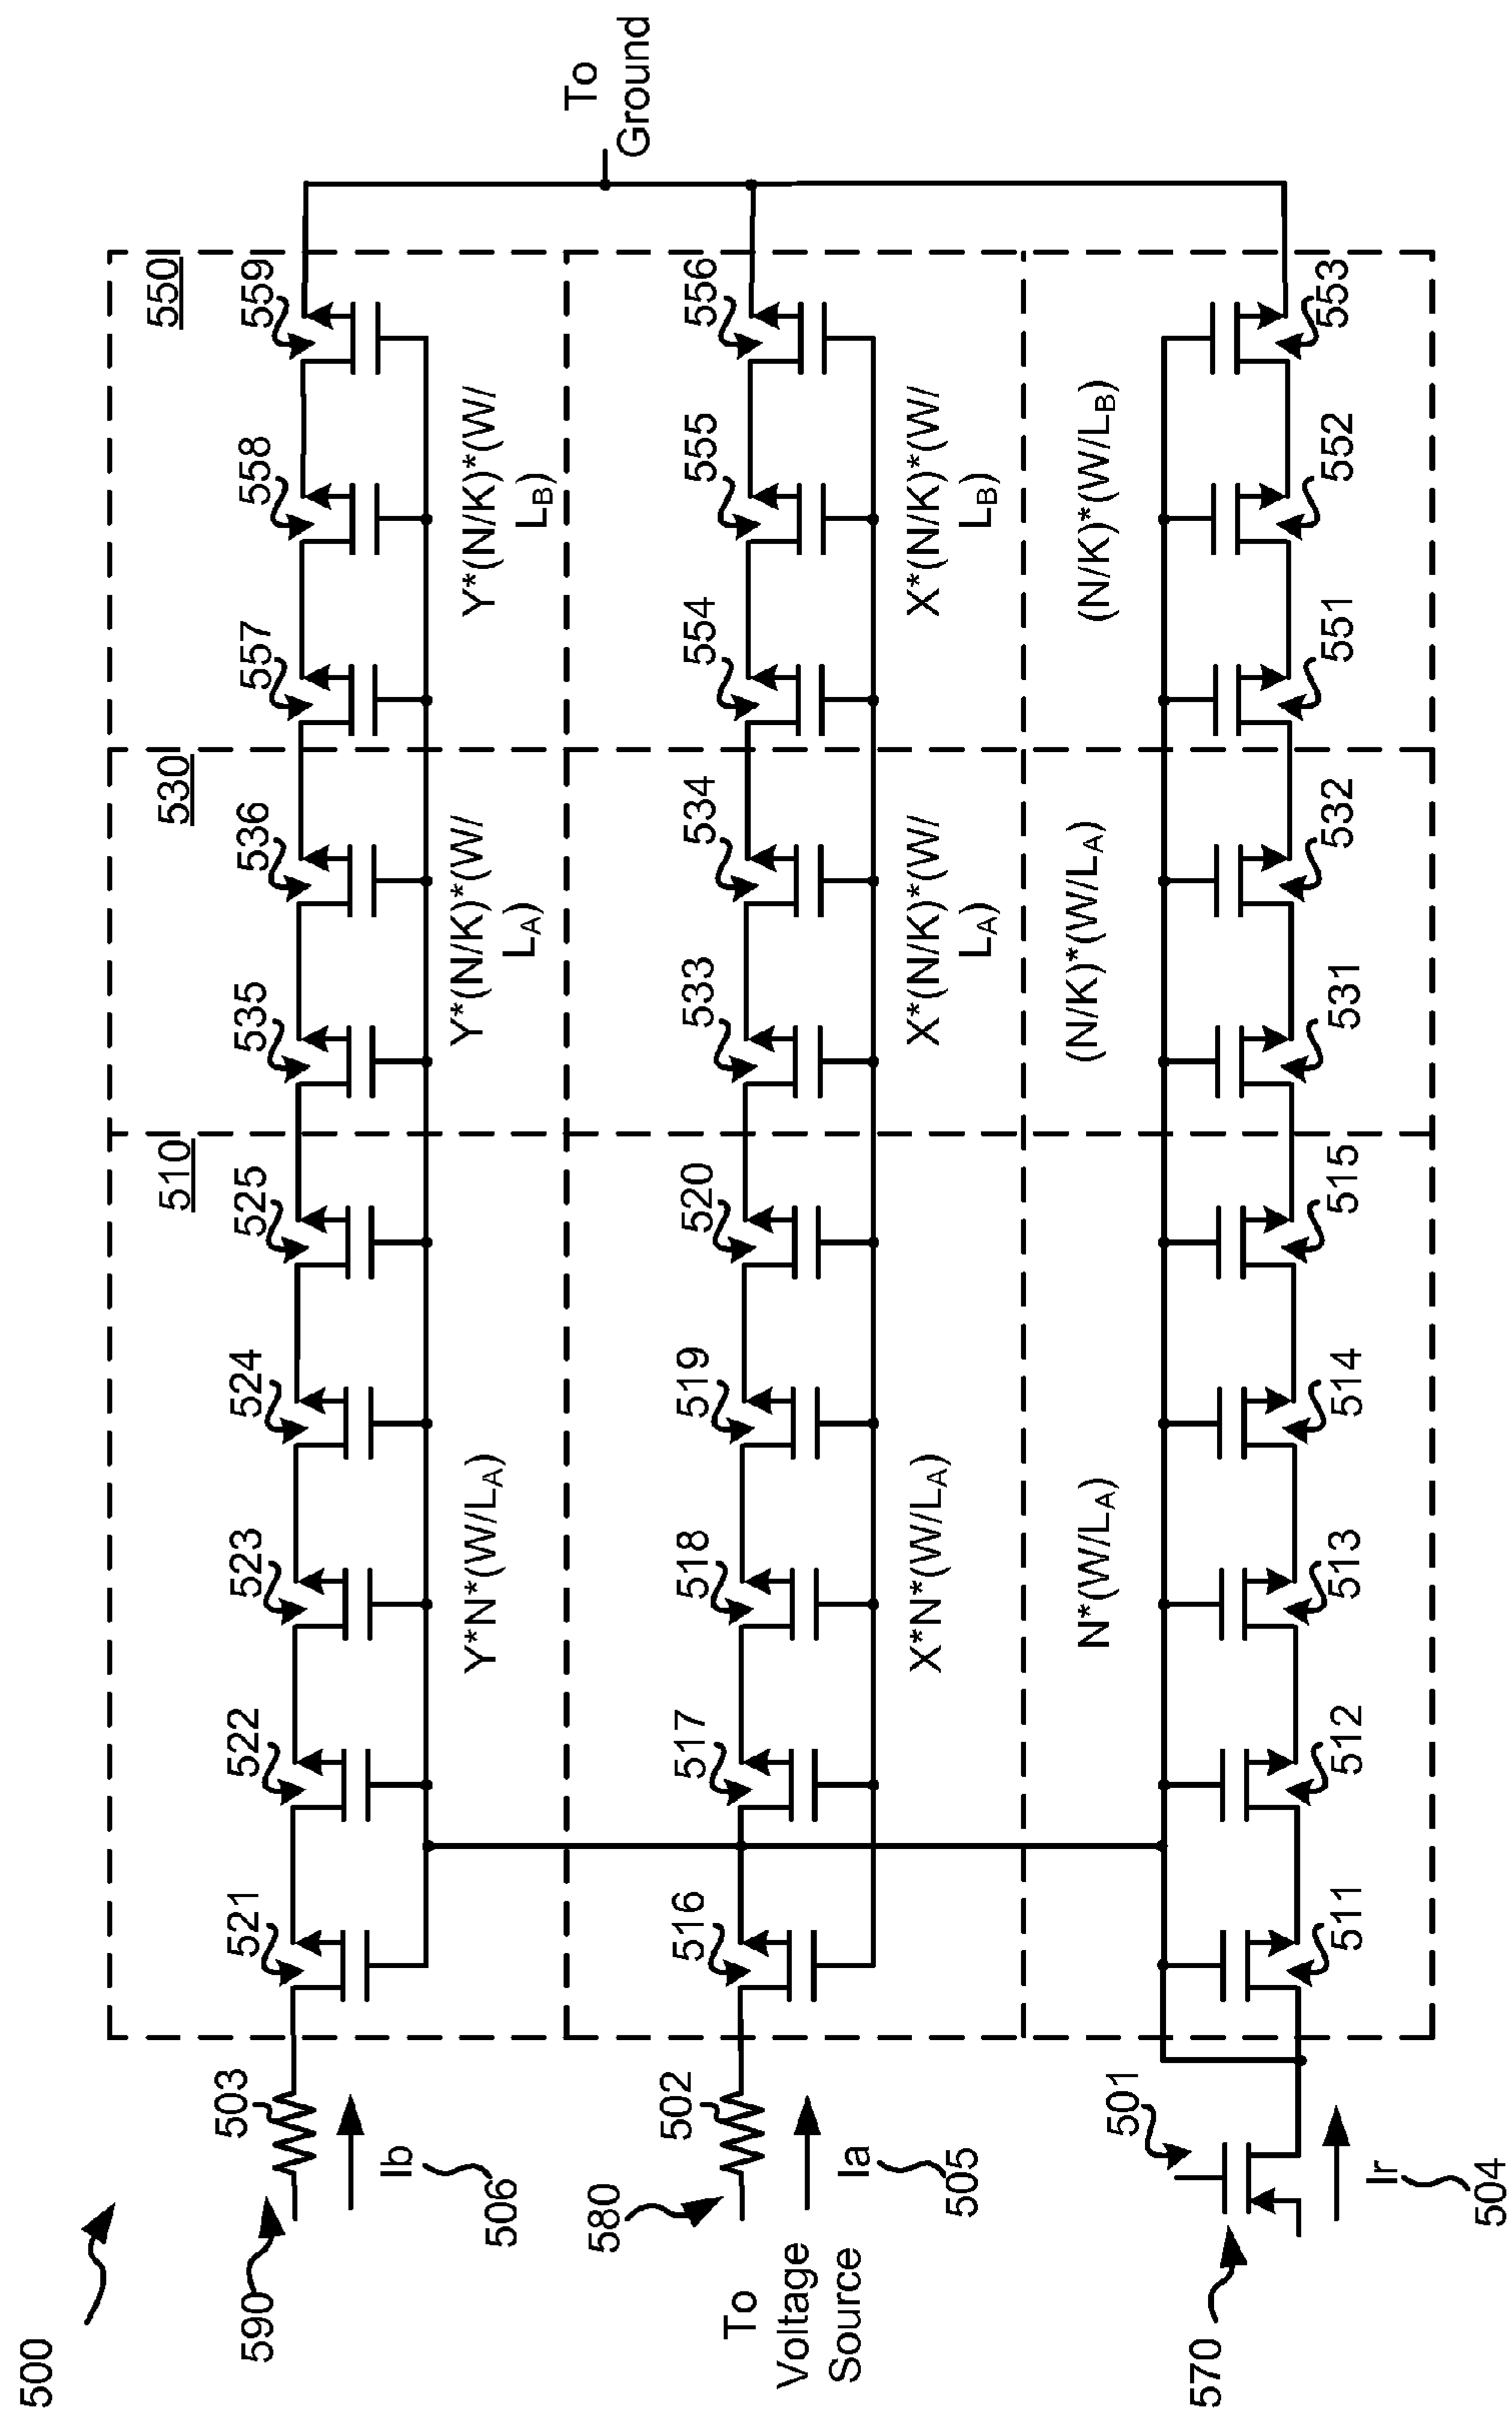 500
590
503
Ib
506
521
522
523
524
525
510
Y*N*(W/LA)
535
536
530
Y*(N/K)*(W/
LA)
557
558
559
550
Y*(N/K)*(W/
LB)
To
Ground
To
Voltage
Source
580
502
Ia
505
516
517
518
519
520
X*N*(W/LA)
533
534
X*(N/K)*(W/
LA)
554
555
556
X*(N/K)*(W/
LB)
570
501
Ir
504
N*(W/LA)
511
512
513
514
515
(N/K)*(W/LA)
531
532
(N/K)*(W/LB)
551
552
553